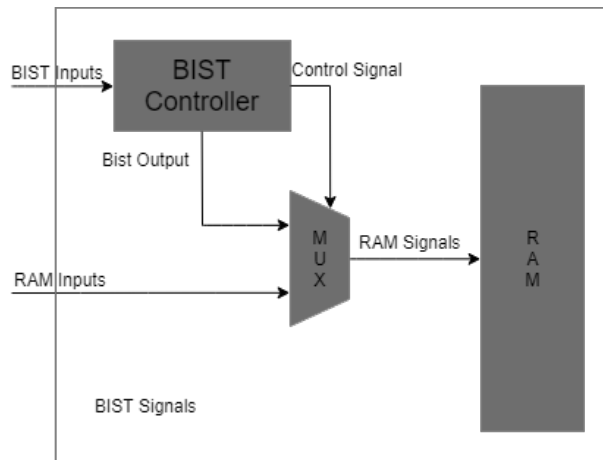 BIST Inputs
BIST
Controller
Control Signal
Bist Output
M
U
X
RAM Signals
R
A
M
RAM Inputs
BIST Signals